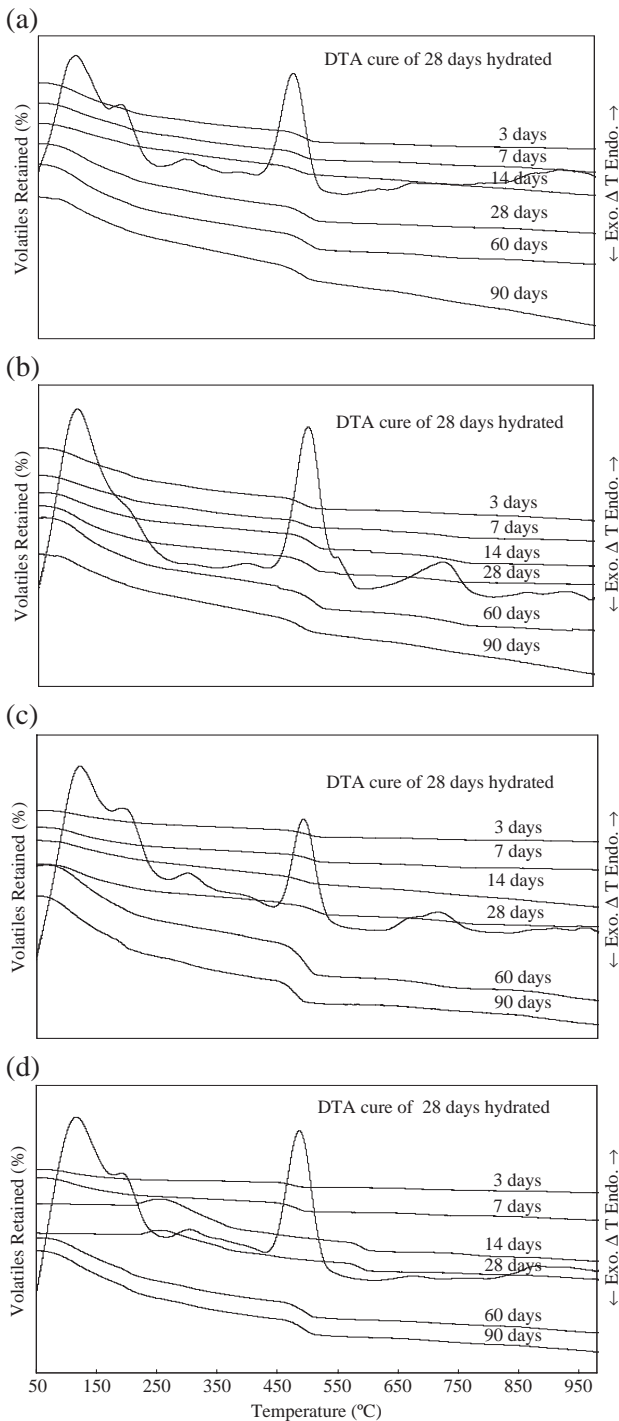 (a)
DTA cure of 28 days hydrated
3 days
7 days
14 days
28 days
60 days
90 days
Volatiles Retained (%)
← Exo. Δ T Endo. →
(b)
DTA cure of 28 days hydrated
3 days
7 days
14 days
28 days
60 days
90 days
Volatiles Retained (%)
← Exo. Δ T Endo. →
(c)
DTA cure of 28 days hydrated
3 days
7 days
14 days
28 days
60 days
90 days
Volatiles Retained (%)
← Exo. Δ T Endo. →
(d)
DTA cure of 28 days hydrated
3 days
7 days
14 days
28 days
60 days
90 days
Volatiles Retained (%)
← Exo. Δ T Endo. →
50 150 250 350 450 550 650 750 850 950
Temperature (ºC)